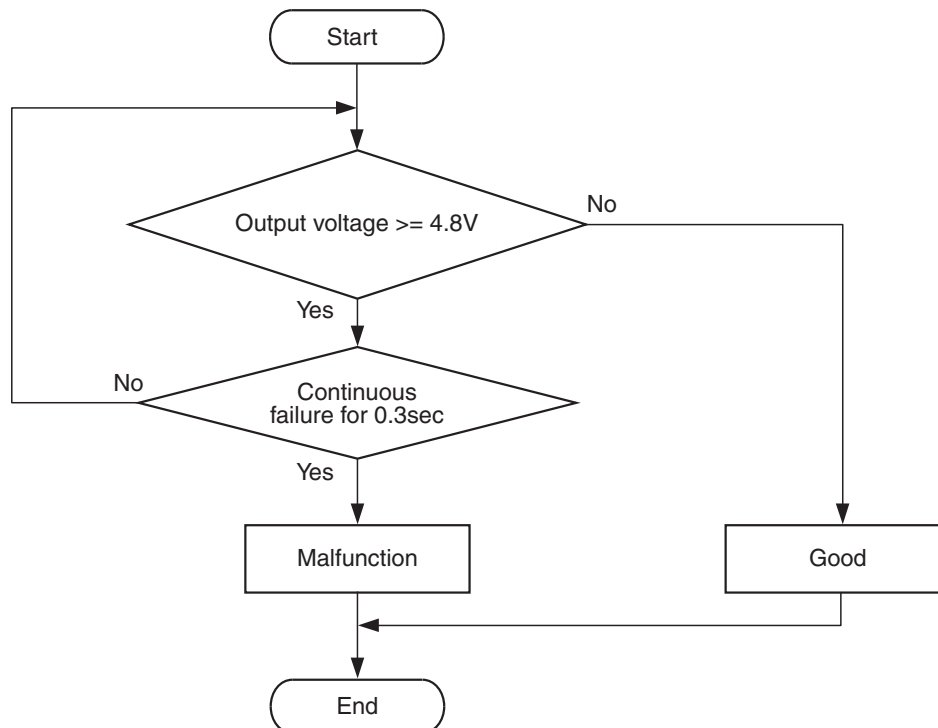 Start
Output voltage >= 4.8V
No
Yes
No
Continuous
failure for 0.3sec
Yes
Malfunction
Good
End